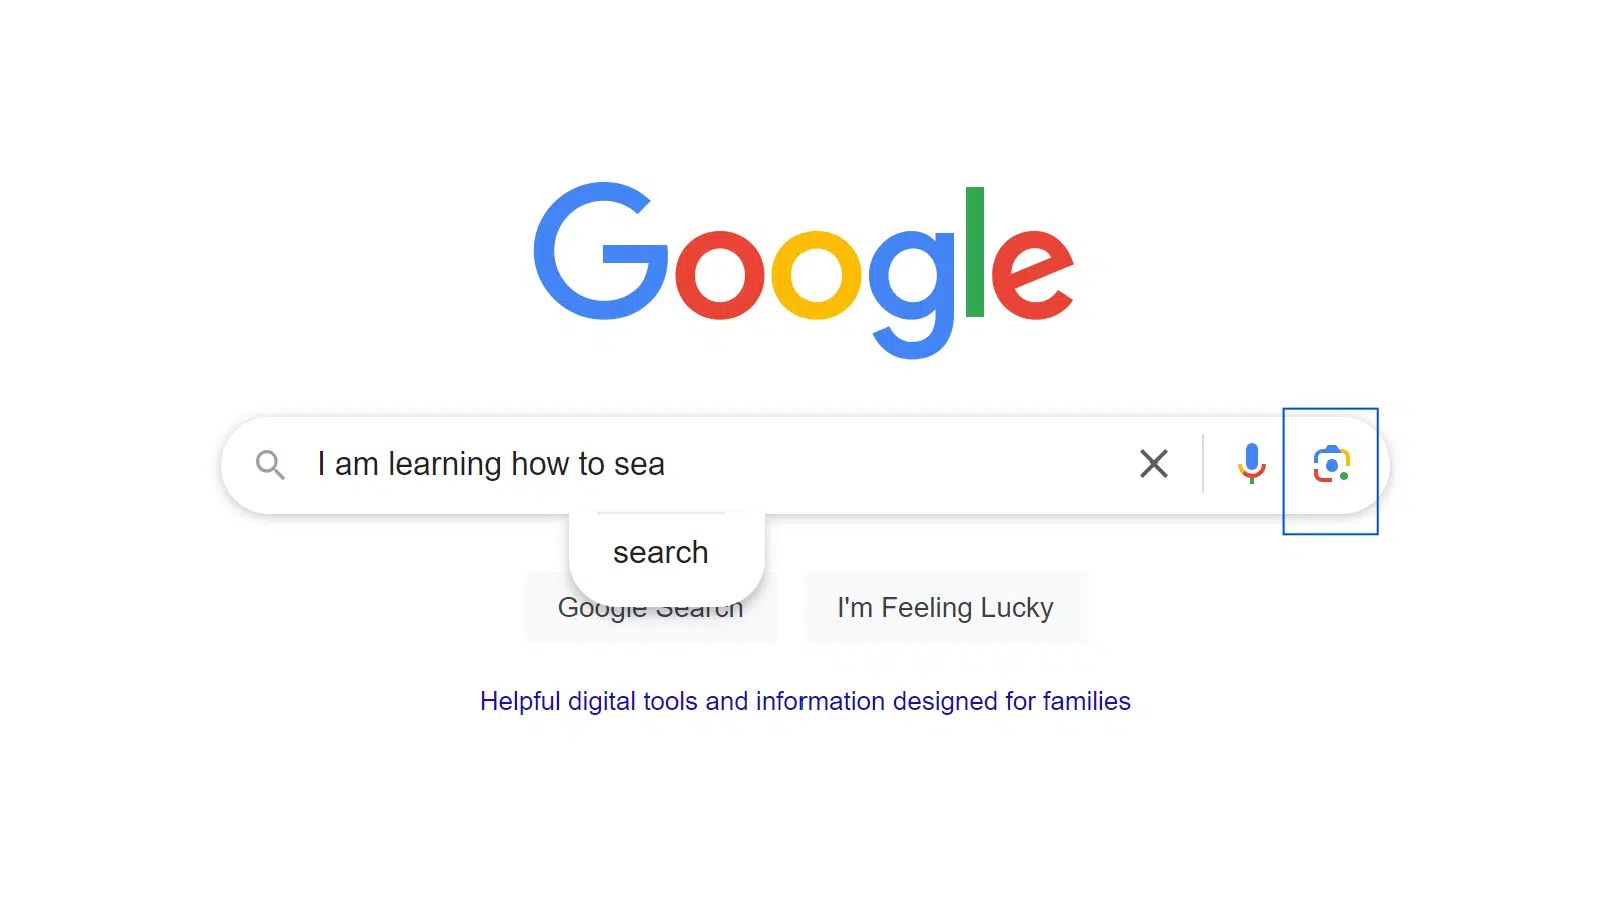 Google
I am learning how to sea
search
Google Search
I'm Feeling Lucky
Helpful digital tools and information designed for families